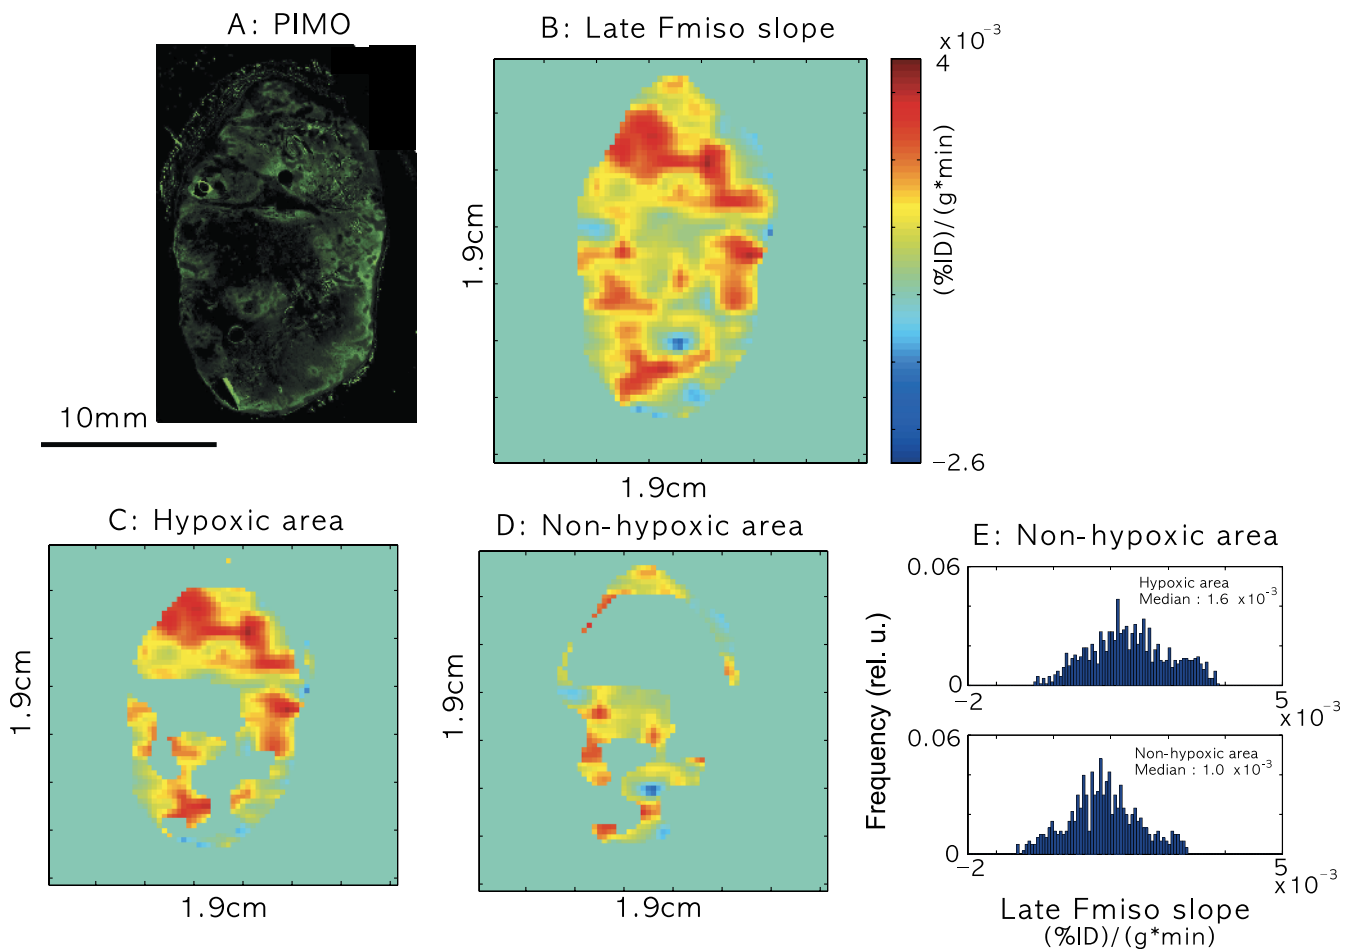 A: PIMO
10mm
B: Late Fmiso slope
1.9cm
1.9cm
x10⁻³
4
(%ID)/(g*min)
−2.6
C: Hypoxic area
1.9cm
1.9cm
D: Non-hypoxic area
1.9cm
1.9cm
E: Non-hypoxic area
Frequency (rel. u.)
0.06
0
Hypoxic area
Median : 1.6 x10⁻³
−2
5
x10⁻³
0.06
0
Non-hypoxic area
Median : 1.0 x10⁻³
−2
5
x10⁻³
Late Fmiso slope
(%ID)/(g*min)